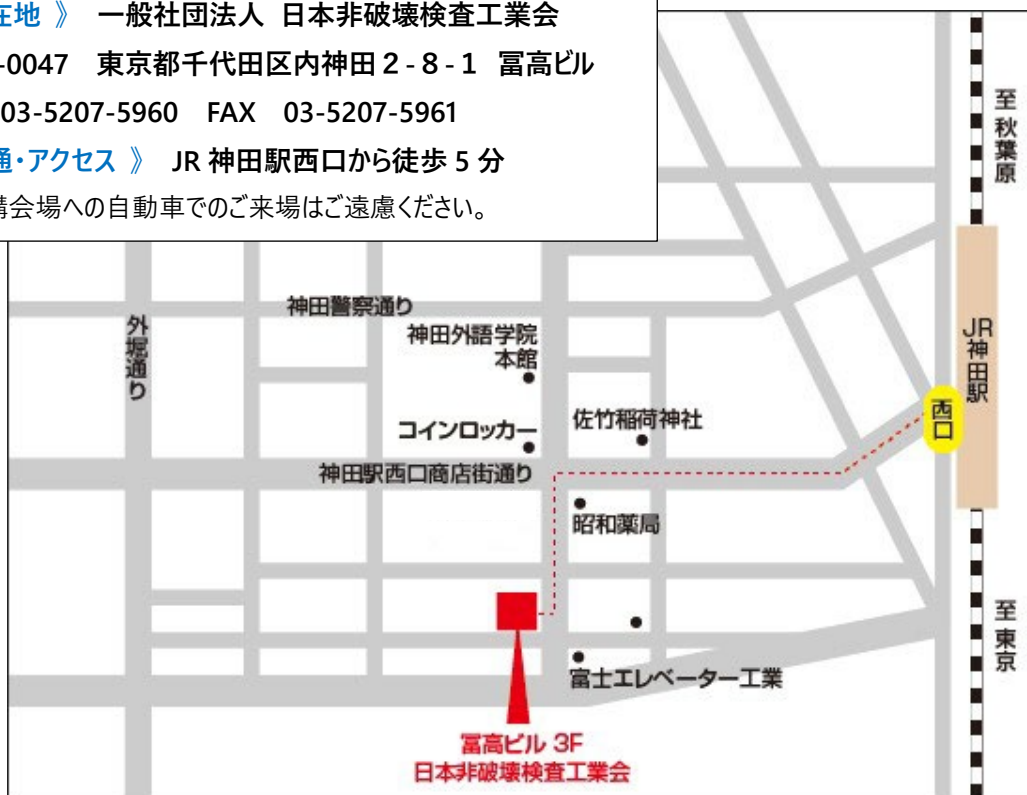 在地 》 一般社団法人 日本非破壊検査工業会
-0047 東京都千代田区内神田2-8-1 冨高ビル
03-5207-5960 FAX 03-5207-5961
通・アクセス 》 JR 神田駅西口から徒歩 5 分
講会場への自動車でのご来場はご遠慮ください。
至秋葉原
神田警察通り
外堀通り
神田外語学院
本館
JR神田駅
西口
コインロッカー
佐竹稲荷神社
神田駅西口商店街通り
昭和薬局
至東京
富士エレベーター工業
冨高ビル 3F
日本非破壊検査工業会